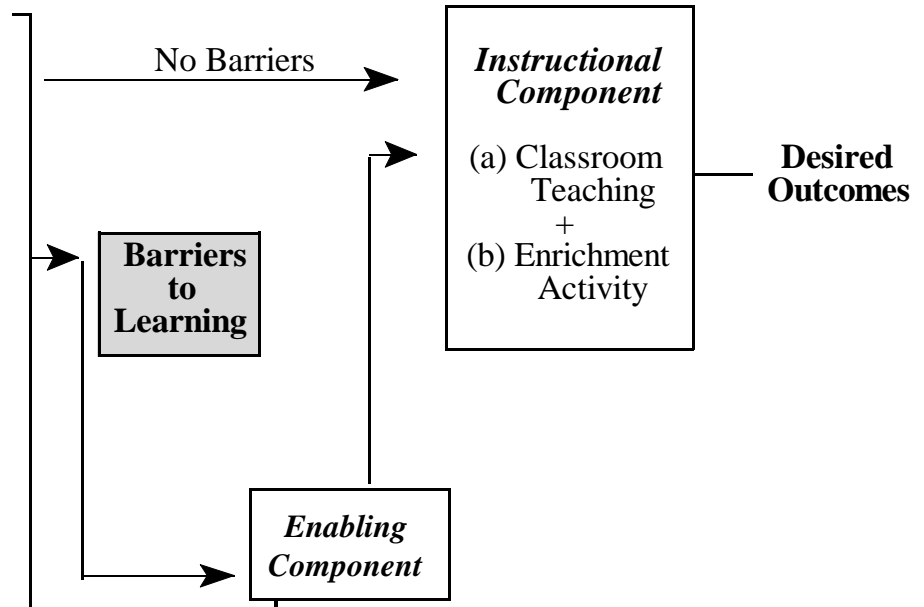 No Barriers
Instructional
Component
(a) Classroom
Teaching
+
(b) Enrichment
Activity
Desired
Outcomes
Barriers
to
Learning
Enabling
Component